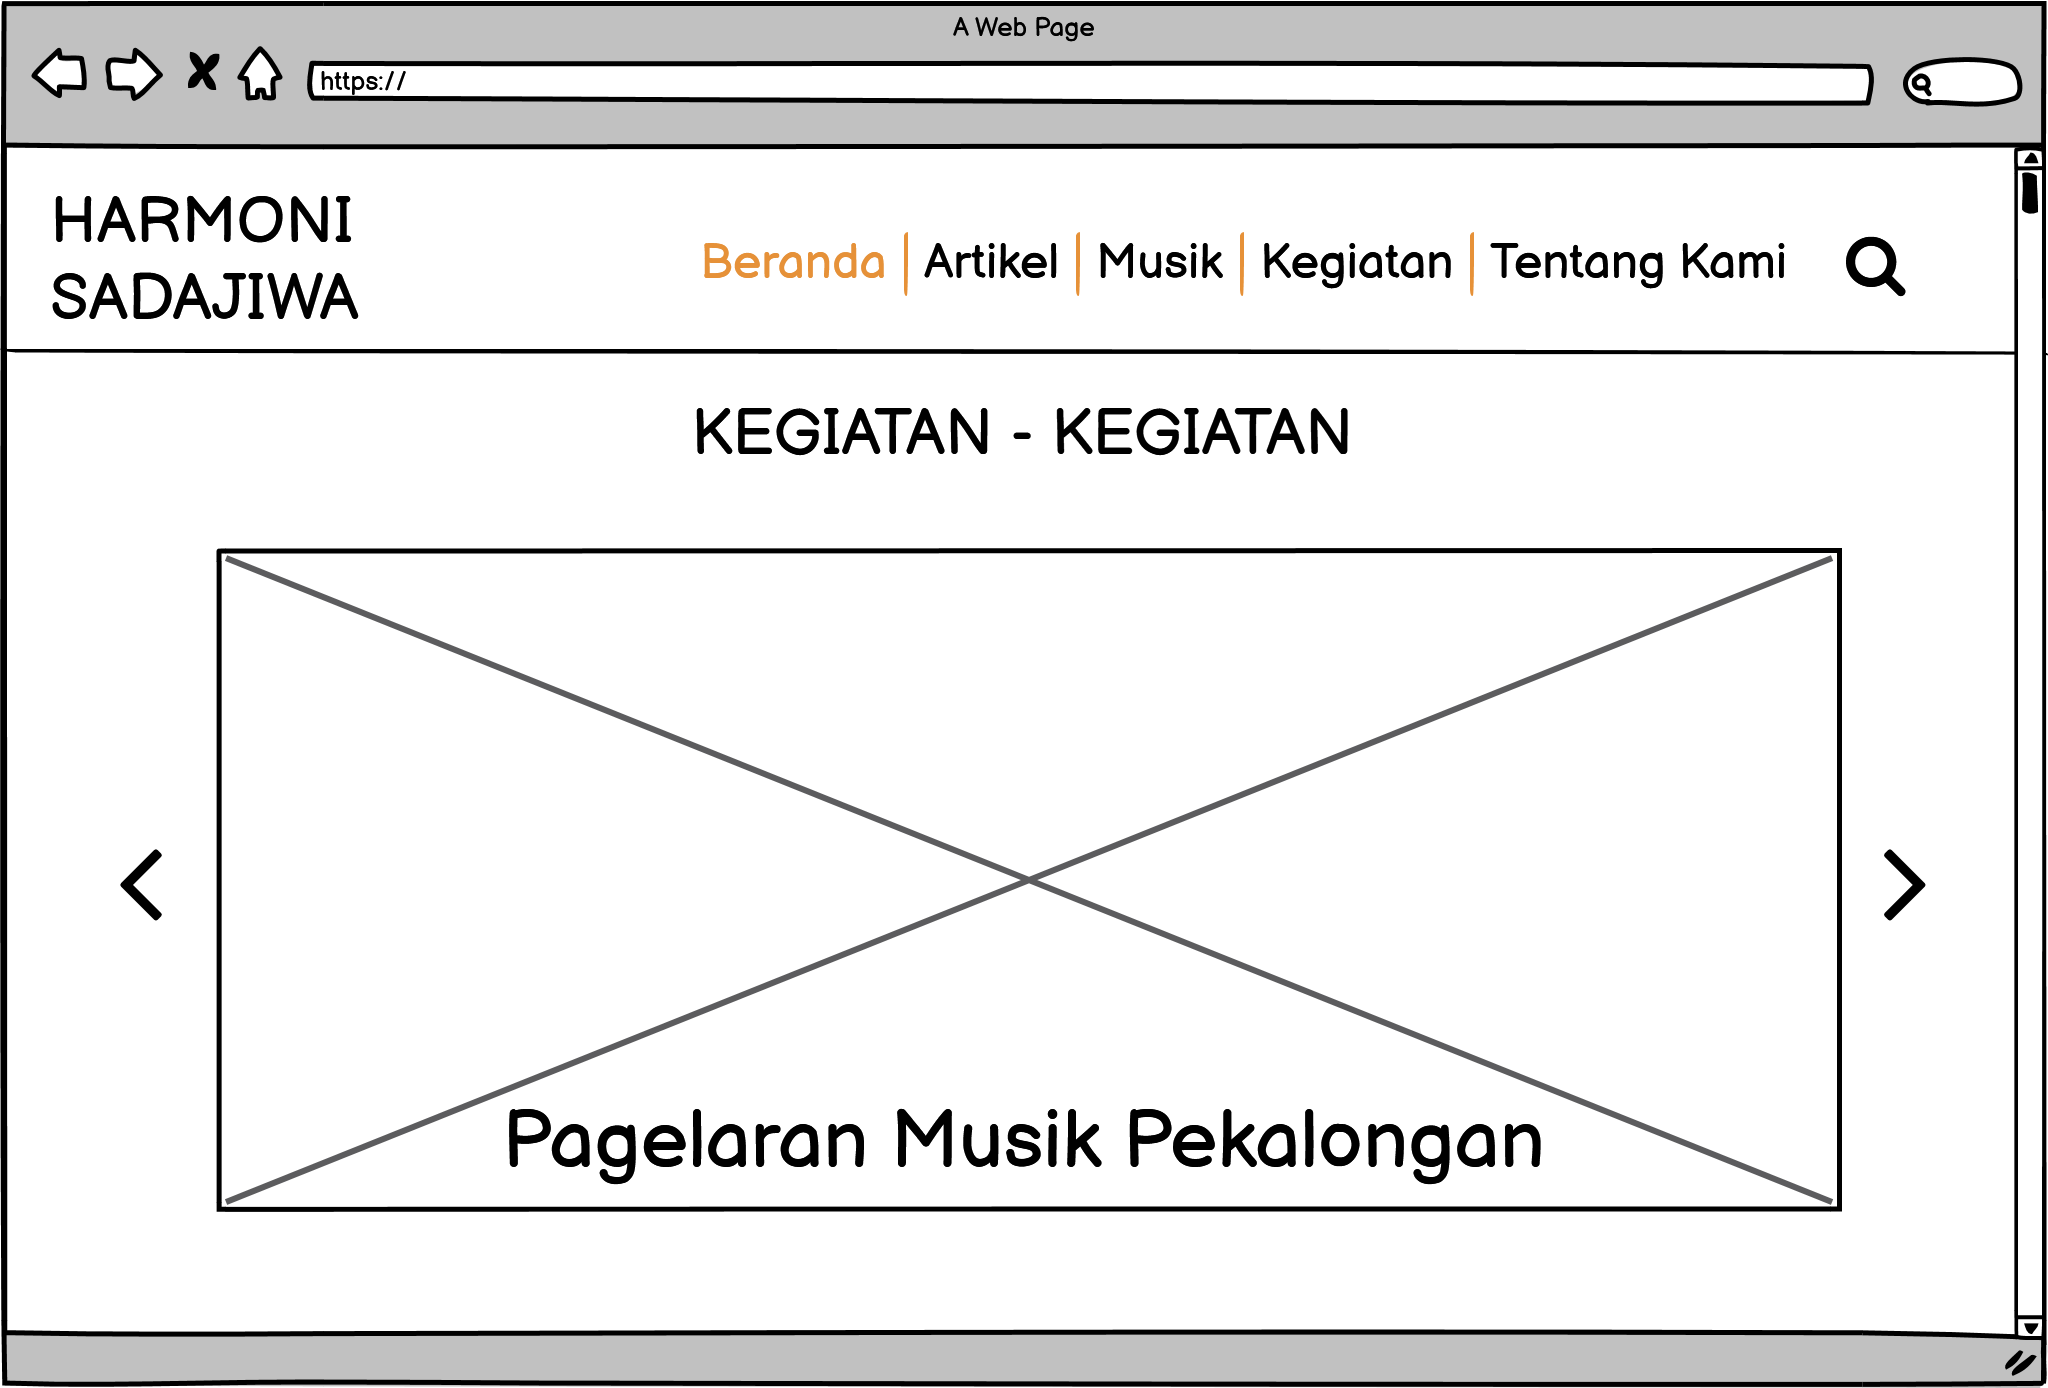 A Web Page
https://
HARMONI
SADAJIWA
Beranda | Artikel | Musik | Kegiatan | Tentang Kami
KEGIATAN - KEGIATAN
Pagelaran Musik Pekalongan